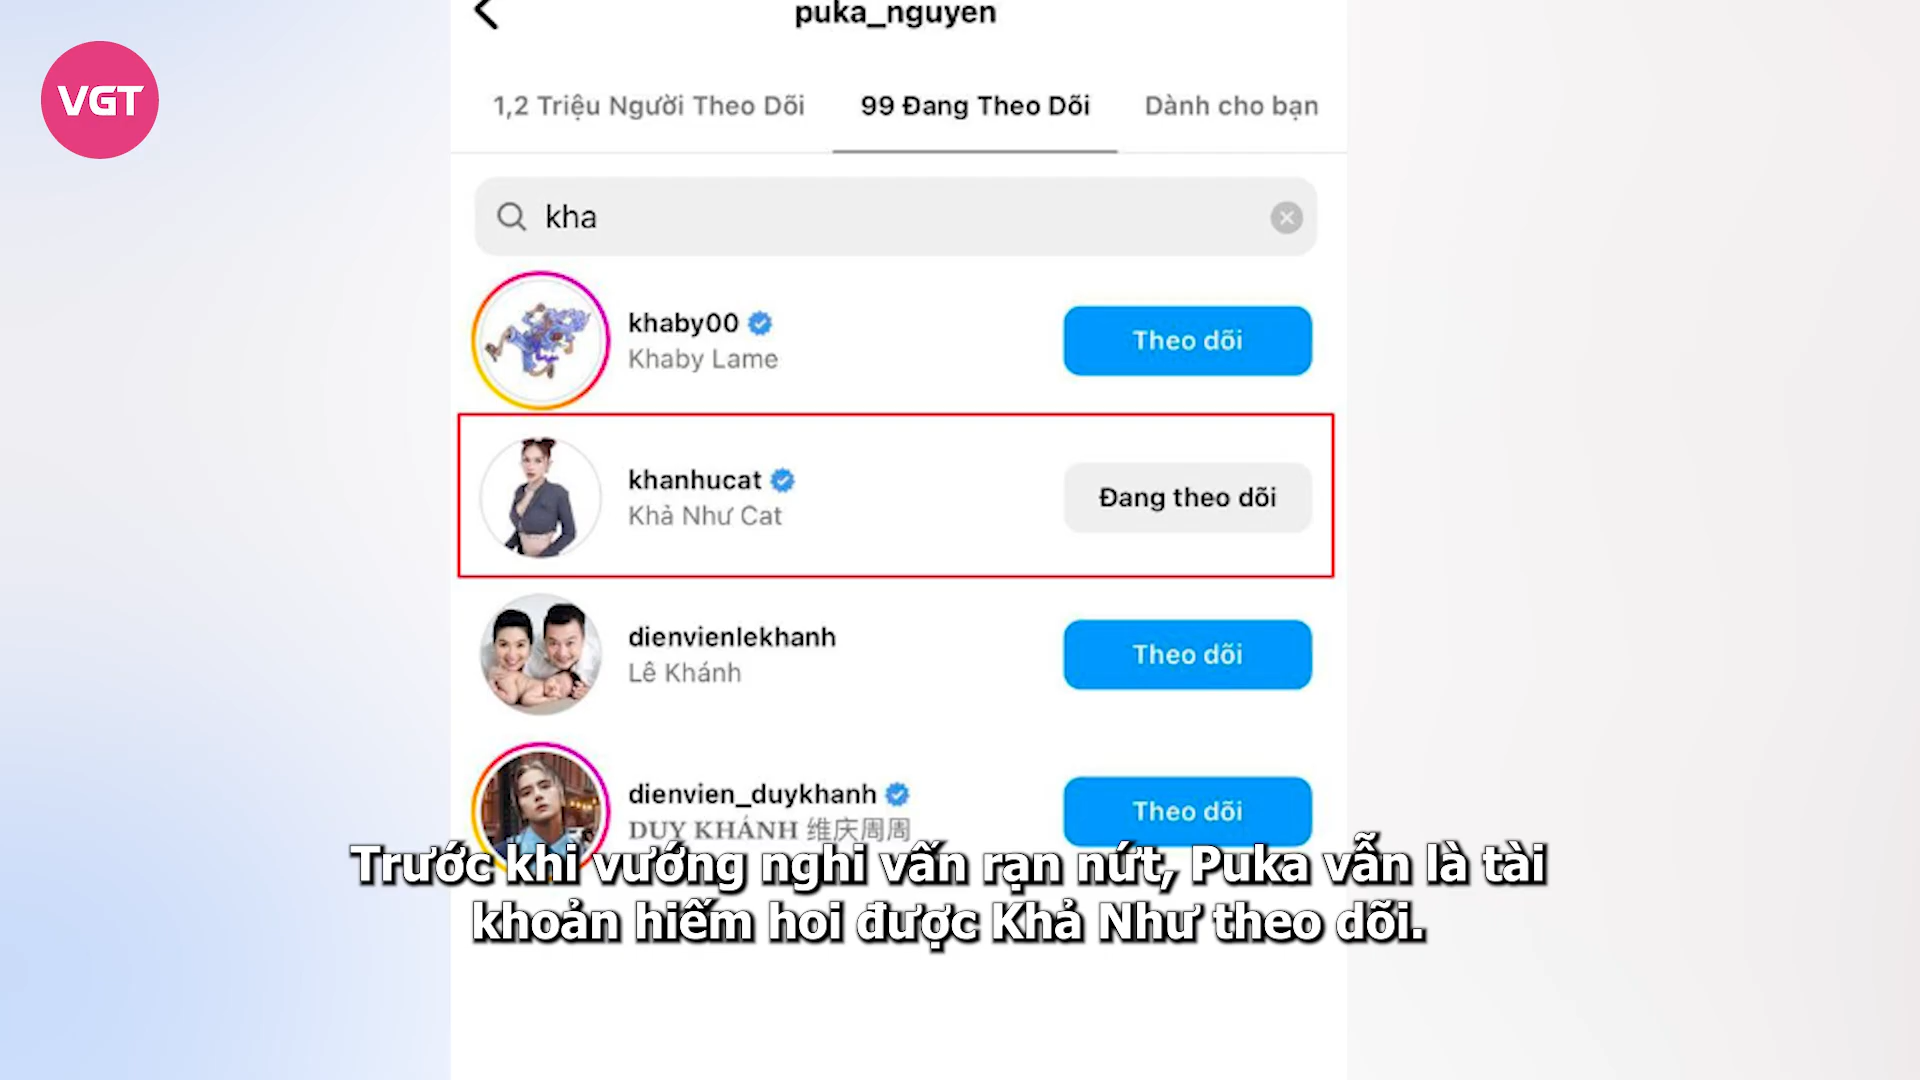 puka_nguyen
VGT
1,2 Triệu Người Theo Dõi 99 Đang Theo Dõi Dành cho bạn
kha
khaby00
Khaby Lame
Theo dõi
khanhucat
Khả Như Cat
Đang theo dõi
dienvienlekhanh
Lê Khánh
Theo dõi
dienvien_duykhanh
DUY KHÁNH 维庆周周
Theo dõi
Trước khi vướng nghi vấn rạn nứt, Puka vẫn là tài
khoản hiếm hoi được Khả Như theo dõi.